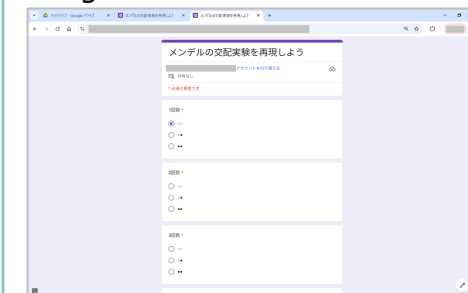 マイドライブ - Google ドライブ
メンデルの交配実験を再現しよう
メンデルの交配実験を再現しよう
メンデルの交配実験を再現しよう
アカウントを切り替える
共有なし
* 必須の質問です
1回目 *
2回目 *
3回目 *